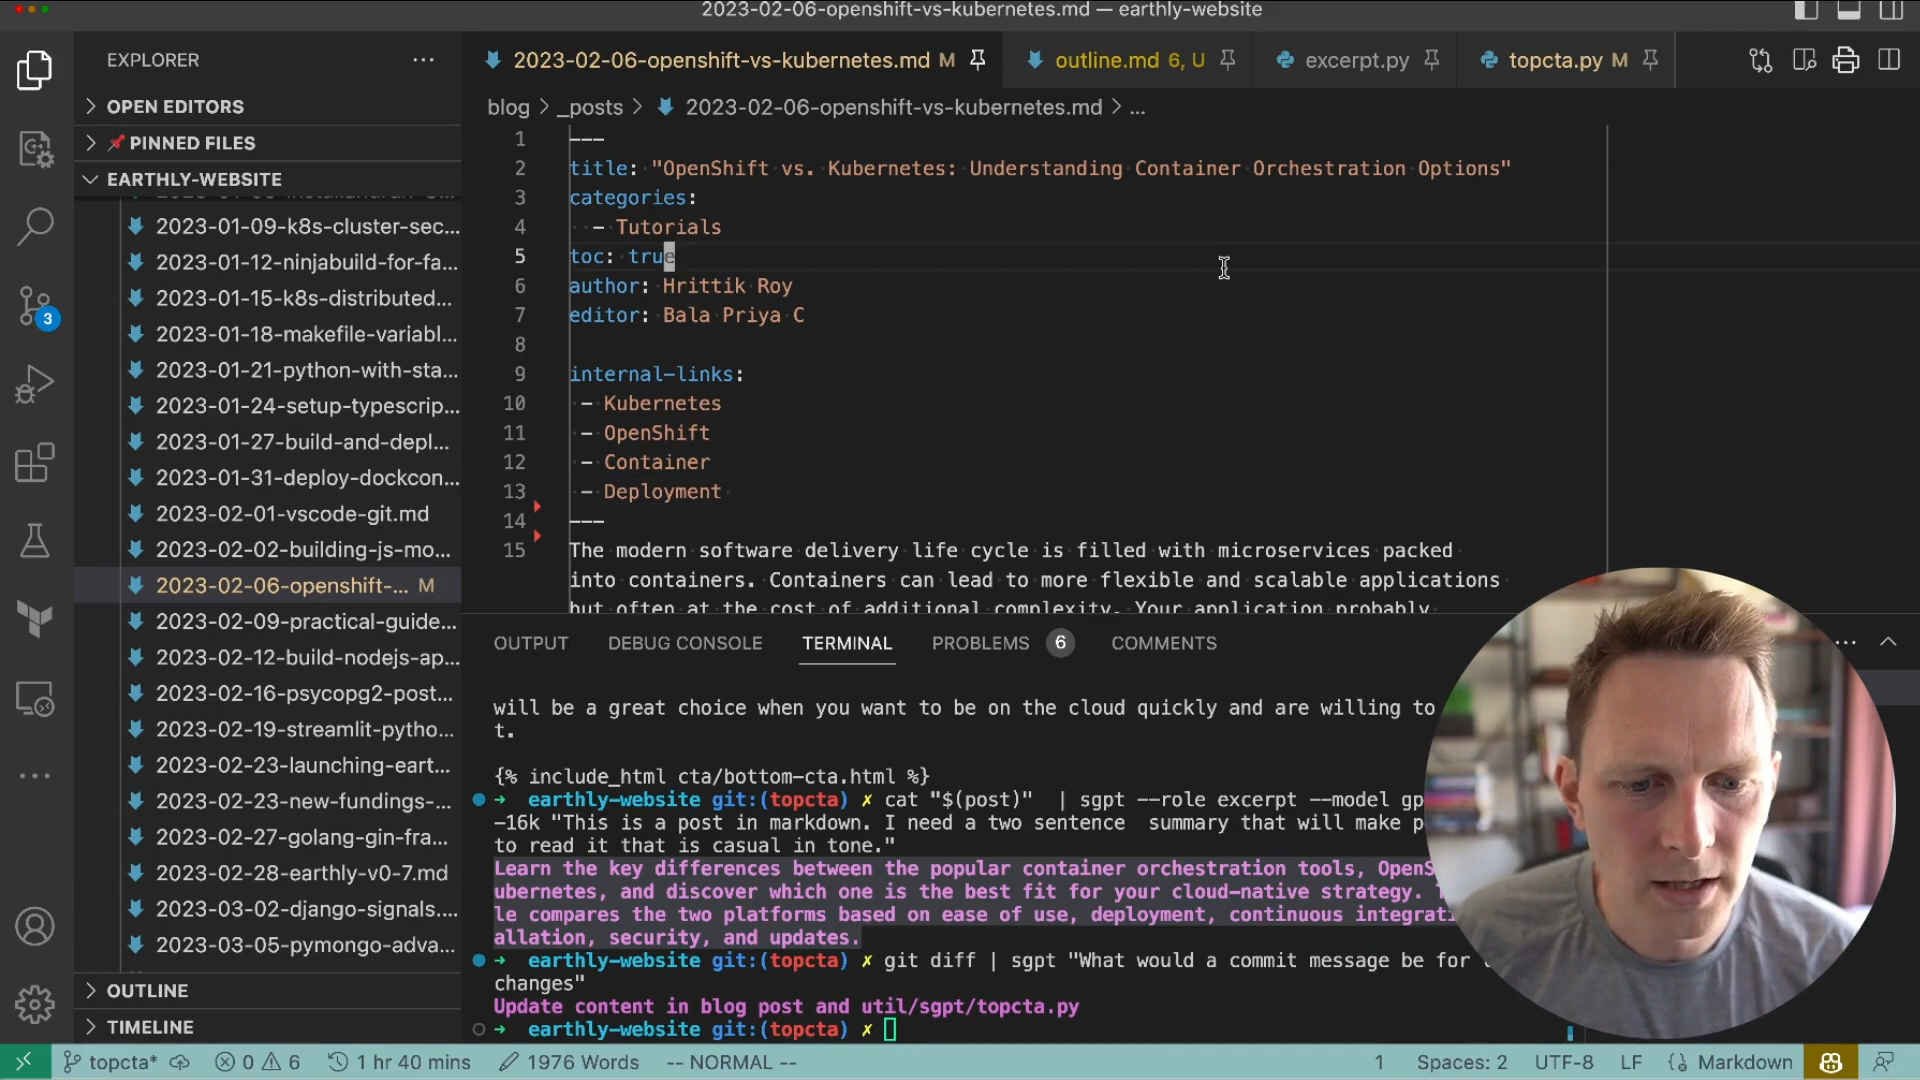 2023-02-06-openshift-vs-kubernetes.md — earthly-website
EXPLORER
OPEN EDITORS
PINNED FILES
EARTHLY-WEBSITE
2023-01-09-k8s-cluster-sec...
2023-01-12-ninjabuild-for-fa...
2023-01-15-k8s-distributed...
2023-01-18-makefile-variabl...
2023-01-21-python-with-sta...
2023-01-24-setup-typescrip...
2023-01-27-build-and-depl...
2023-01-31-deploy-dockcon...
2023-02-01-vscode-git.md
2023-02-02-building-js-mo...
2023-02-06-openshift-... M
2023-02-09-practical-guide...
2023-02-12-build-nodejs-ap...
2023-02-16-psycopg2-post...
2023-02-19-streamlit-pytho...
2023-02-23-launching-eart...
2023-02-23-new-fundings-...
2023-02-27-golang-gin-fra...
2023-02-28-earthly-v0-7.md
2023-03-02-django-signals....
2023-03-05-pymongo-adva...
OUTLINE
TIMELINE
3
2023-02-06-openshift-vs-kubernetes.md M
outline.md 6, U
excerpt.py
topcta.py M
blog > _posts > 2023-02-06-openshift-vs-kubernetes.md > ...
1 ---
2 title: "OpenShift vs. Kubernetes: Understanding Container Orchestration Options"
3 categories:
4 - Tutorials
5 toc: true
6 author: Hrittik Roy
7 editor: Bala Priya C
8
9 internal-links:
10 - Kubernetes
11 - OpenShift
12 - Container
13 - Deployment
14 ---
15 The modern software delivery life cycle is filled with microservices packed
into containers. Containers can lead to more flexible and scalable applications
but often at the cost of additional complexity. Your application probably
OUTPUT DEBUG CONSOLE TERMINAL PROBLEMS 6 COMMENTS
will be a great choice when you want to be on the cloud quickly and are willing to
t.
{% include_html cta/bottom-cta.html %}
➜ earthly-website git:(topcta) ✗ cat "$(post)" | sgpt --role excerpt --model gp
-16k "This is a post in markdown. I need a two sentence summary that will make p
to read it that is casual in tone."
Learn the key differences between the popular container orchestration tools, OpenS
ubernetes, and discover which one is the best fit for your cloud-native strategy.
le compares the two platforms based on ease of use, deployment, continuous integrati
allation, security, and updates.
➜ earthly-website git:(topcta) ✗ git diff | sgpt "What would a commit message be for
changes"
Update content in blog post and util/sgpt/topcta.py
➜ earthly-website git:(topcta) ✗
topcta* 0 6 1 hr 40 mins 1976 Words -- NORMAL -- 1 Spaces: 2 UTF-8 LF Markdown